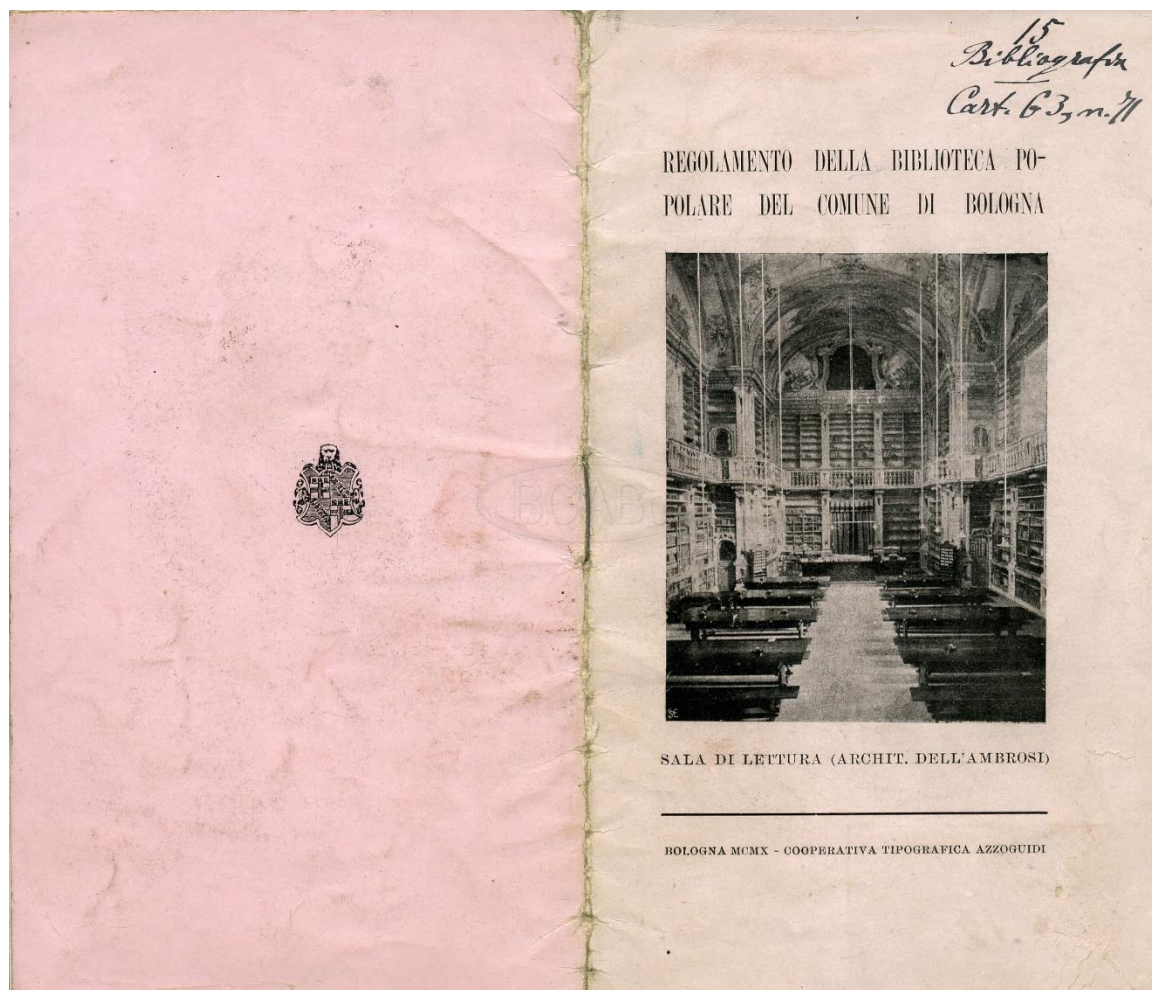 15
Bibliografia
Cart. G3, n. 71
REGOLAMENTO DELLA BIBLIOTECA PO-
POLARE DEL COMUNE DI BOLOGNA
SALA DI LETTURA (ARCHIT. DELL'AMBROSI)
BOLOGNA MCMX - COOPERATIVA TIPOGRAFICA AZZOGUIDI